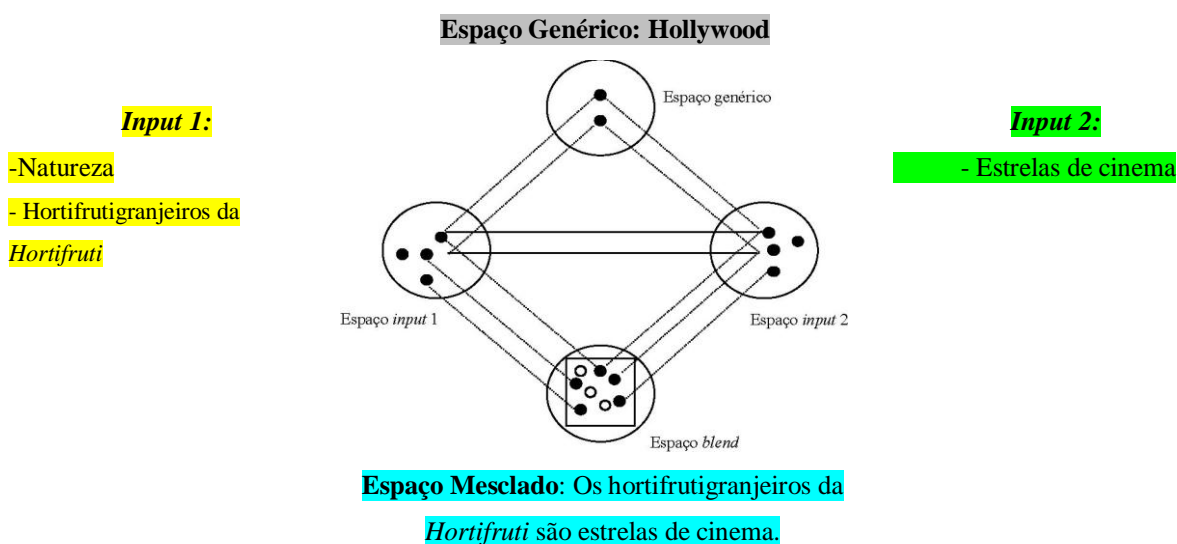 Espaço Genérico: Hollywood
Espaço genérico
Input 1:
-Natureza
- Hortifrutigranjeiros da
Hortifruti
Input 2:
- Estrelas de cinema
Espaço input 1
Espaço input 2
Espaço blend
Espaço Mesclado: Os hortifrutigranjeiros da
Hortifruti são estrelas de cinema.